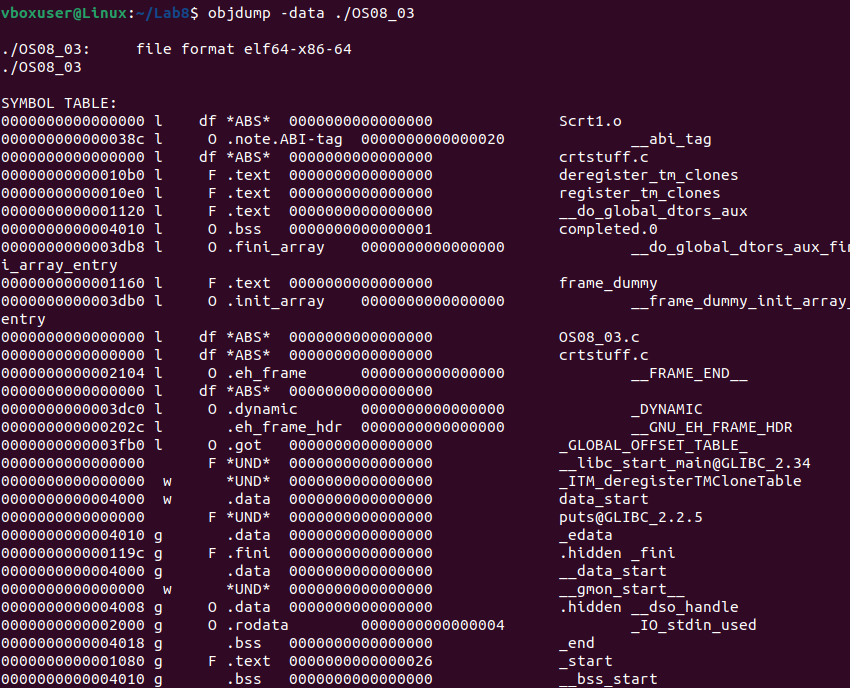 vboxuser@Linux:~/Lab8$ objdump -data ./OS08_03

./OS08_03:     file format elf64-x86-64
./OS08_03

SYMBOL TABLE:
0000000000000000 l    df *ABS*  0000000000000000              Scrt1.o
000000000000038c l     O .note.ABI-tag  0000000000000020              __abi_tag
0000000000000000 l    df *ABS*  0000000000000000              crtstuff.c
00000000000010b0 l     F .text  0000000000000000              deregister_tm_clones
00000000000010e0 l     F .text  0000000000000000              register_tm_clones
0000000000001120 l     F .text  0000000000000000              __do_global_dtors_aux
0000000000004010 l     O .bss   0000000000000001              completed.0
0000000000003db8 l     O .fini_array    0000000000000000              __do_global_dtors_aux_fin
i_array_entry
0000000000001160 l     F .text  0000000000000000              frame_dummy
0000000000003db0 l     O .init_array    0000000000000000              __frame_dummy_init_array_
entry
0000000000000000 l    df *ABS*  0000000000000000              OS08_03.c
0000000000000000 l    df *ABS*  0000000000000000              crtstuff.c
0000000000002104 l     O .eh_frame      0000000000000000              __FRAME_END__
0000000000000000 l    df *ABS*  0000000000000000
0000000000003dc0 l     O .dynamic       0000000000000000              _DYNAMIC
000000000000202c l       .eh_frame_hdr  0000000000000000              __GNU_EH_FRAME_HDR
0000000000003fb0 l     O .got   0000000000000000              _GLOBAL_OFFSET_TABLE_
0000000000000000       F *UND*  0000000000000000              __libc_start_main@GLIBC_2.34
0000000000000000  w      *UND*  0000000000000000              _ITM_deregisterTMCloneTable
0000000000004000  w      .data  0000000000000000              data_start
0000000000000000       F *UND*  0000000000000000              puts@GLIBC_2.2.5
0000000000004010 g       .data  0000000000000000              _edata
000000000000119c g     F .fini  0000000000000000              .hidden _fini
0000000000004000 g       .data  0000000000000000              __data_start
0000000000000000  w      *UND*  0000000000000000              __gmon_start__
0000000000004008 g     O .data  0000000000000000              .hidden __dso_handle
0000000000002000 g     O .rodata        0000000000000004              _IO_stdin_used
0000000000004018 g       .bss   0000000000000000              _end
0000000000001080 g     F .text  0000000000000026              _start
0000000000004010 g       .bss   0000000000000000              __bss_start